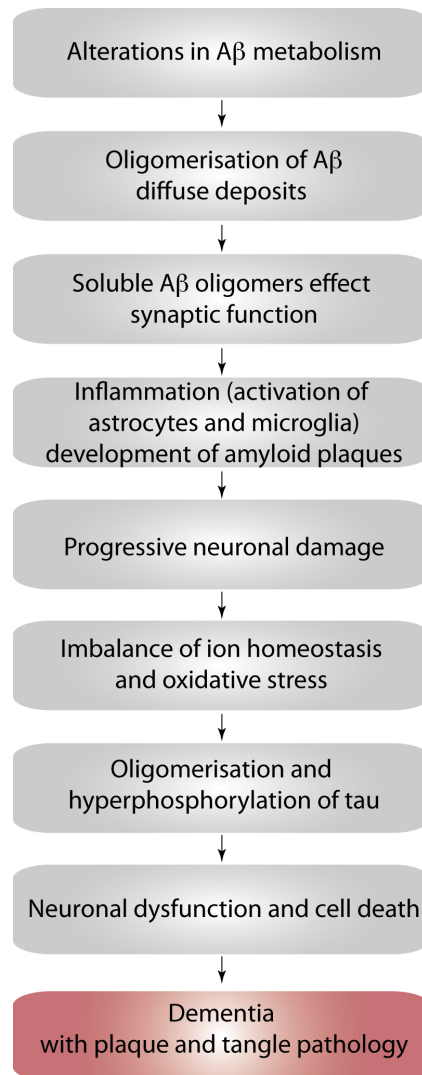 Alterations in Aβ metabolism
Oligomerisation of Aβ
diffuse deposits
Soluble Aβ oligomers effect
synaptic function
Inflammation (activation of
astrocytes and microglia)
development of amyloid plaques
Progressive neuronal damage
Imbalance of ion homeostasis
and oxidative stress
Oligomerisation and
hyperphosphorylation of tau
Neuronal dysfunction and cell death
Dementia
with plaque and tangle pathology